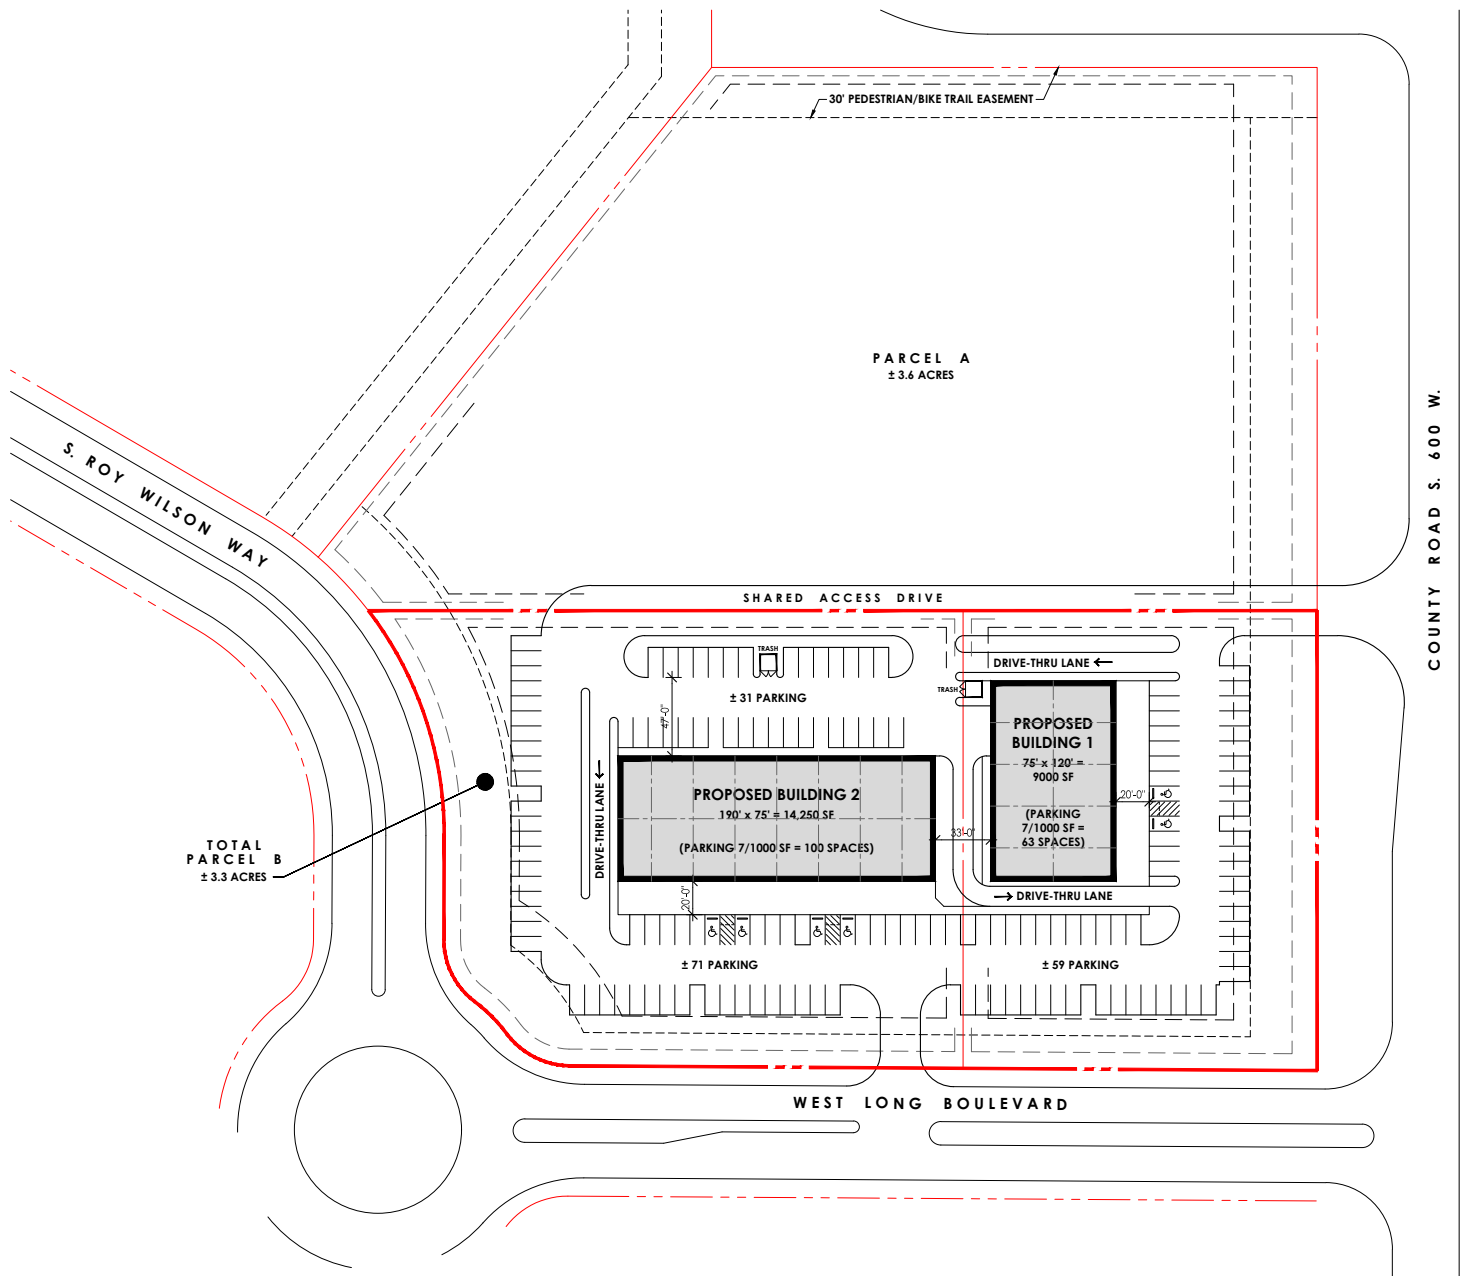 30' PEDESTRIAN/BIKE TRAIL EASEMENT
PARCEL A
± 3.6 ACRES
COUNTY ROAD S. 600 W.
S. ROY WILSON WAY
SHARED ACCESS DRIVE
TRASH
DRIVE-THRU LANE
TRASH
± 31 PARKING
47'-0"
PROPOSED
BUILDING 1
75' x 120' =
9000 SF
(PARKING
7/1000 SF =
63 SPACES)
20'-0"
DRIVE-THRU LANE
PROPOSED BUILDING 2
190' x 75' = 14,250 SF
(PARKING 7/1000 SF = 100 SPACES)
33'-0"
TOTAL
PARCEL B
± 3.3 ACRES
20'-0"
DRIVE-THRU LANE
± 71 PARKING
± 59 PARKING
WEST LONG BOULEVARD